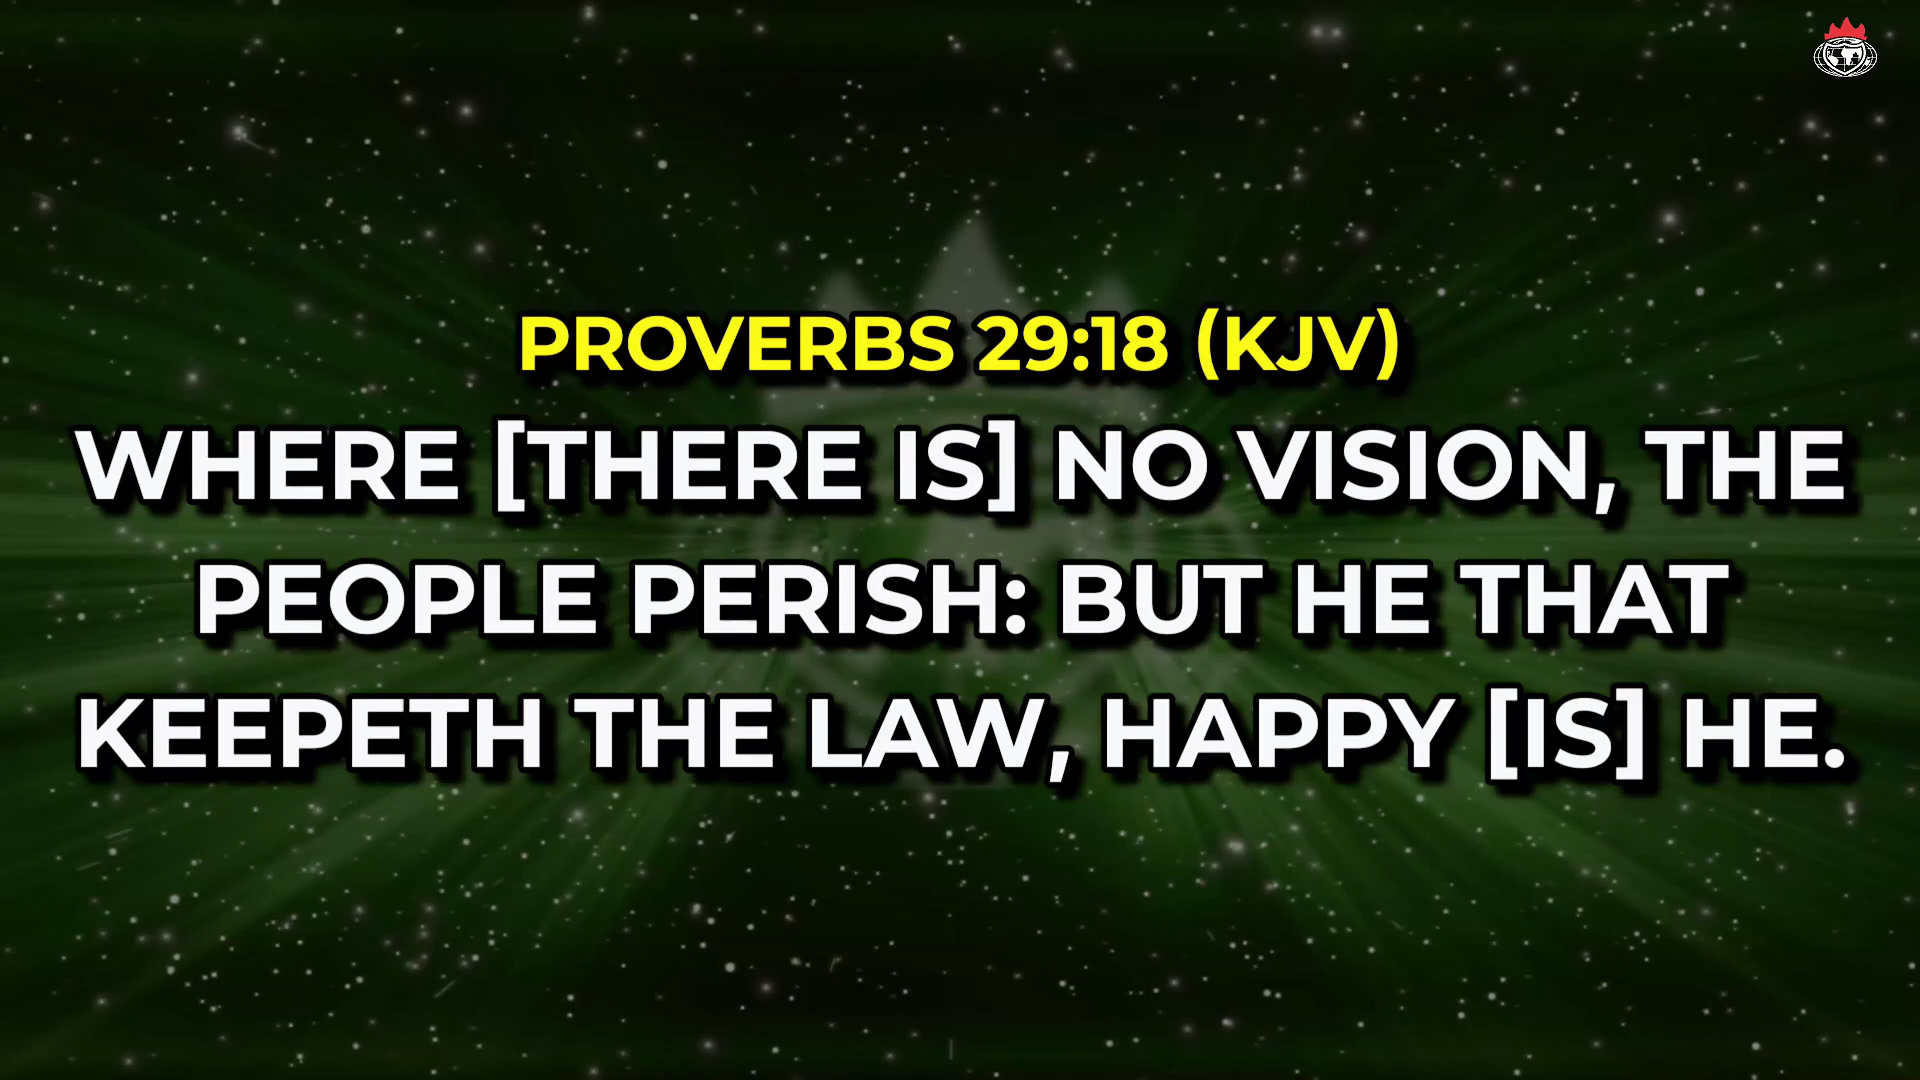 PROVERBS 29:18 (KJV)
WHERE [THERE IS] NO VISION, THE
PEOPLE PERISH: BUT HE THAT
KEEPETH THE LAW, HAPPY [IS] HE.